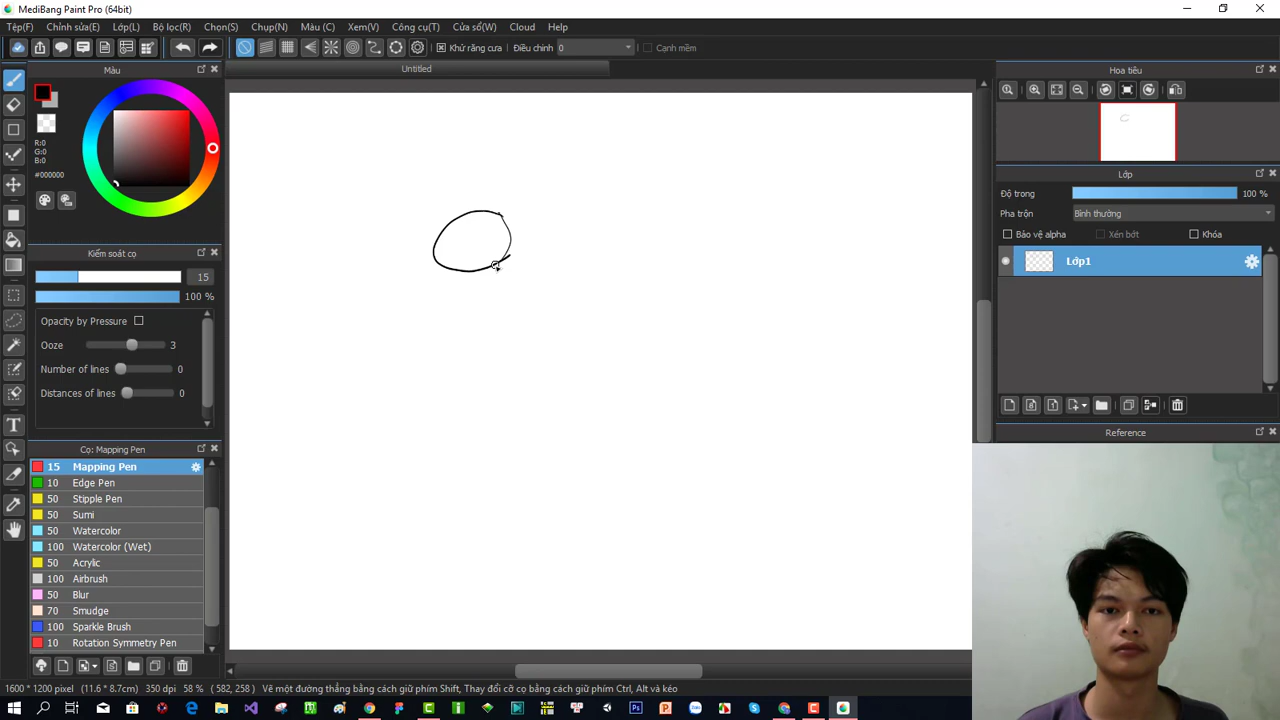 MediBang Paint Pro (64bit)
Tệp(F) Chỉnh sửa(E) Lớp(L) Bộ lọc(R) Chọn(S) Chụp(N) Màu (C) Xem(V) Công cụ(T) Cửa sổ(W) Cloud Help
Khử răng cưa Điều chỉnh 0 Cạnh mềm
Màu
Untitled
Hoa tiêu
R:0
G:0
B:0
#000000
Lớp
Độ trong 100 %
Pha trộn Bình thường
Bảo vệ alpha Xén bớt Khóa
Kiểm soát cọ
Lớp1
15
100 %
Opacity by Pressure
Ooze 3
Number of lines 0
Distances of lines 0
Reference
Cọ: Mapping Pen
15 Mapping Pen
10 Edge Pen
50 Stipple Pen
50 Sumi
50 Watercolor
100 Watercolor (Wet)
50 Acrylic
100 Airbrush
50 Blur
70 Smudge
100 Sparkle Brush
10 Rotation Symmetry Pen
1600 * 1200 pixel (11.6 * 8.7cm) 350 dpi 58 % ( 582, 258 ) Vẽ một đường thẳng bằng cách giữ phím Shift, Thay đổi cỡ cọ bằng cách giữ phím Ctrl, Alt và kéo